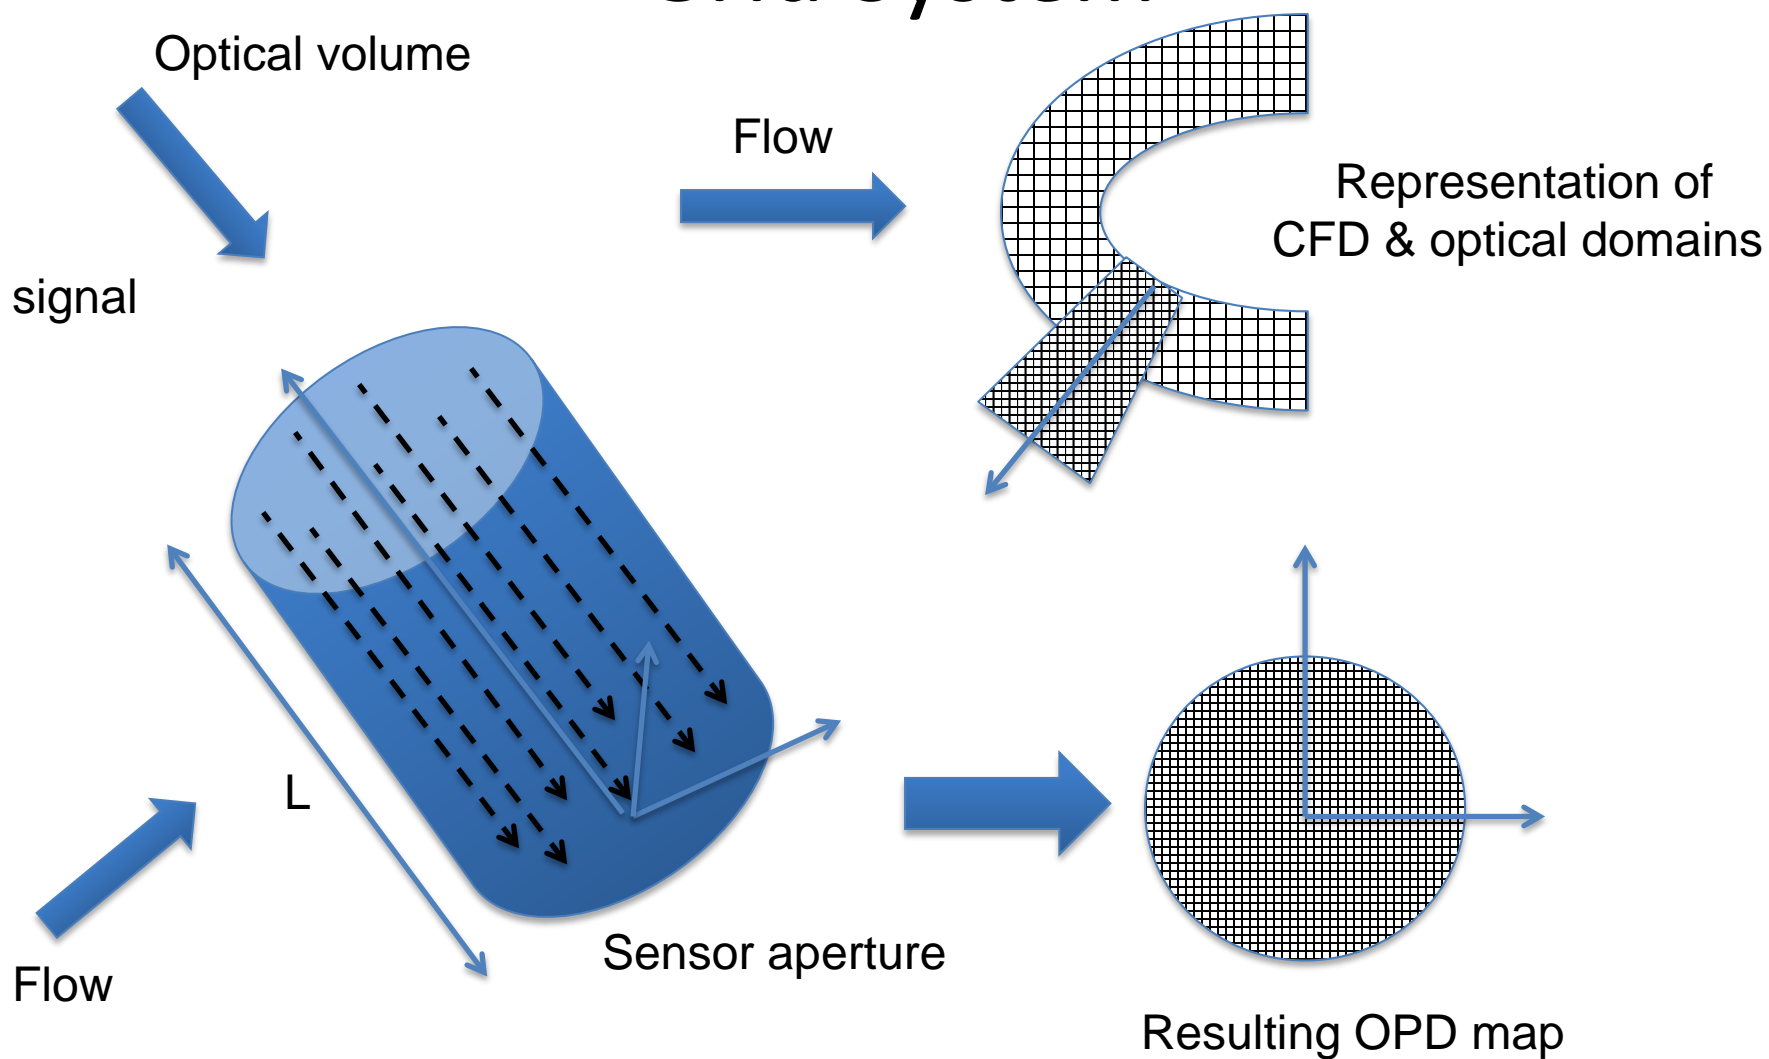 Optical volume
Flow
Representation of
CFD & optical domains
signal
L
Sensor aperture
Flow
Resulting OPD map